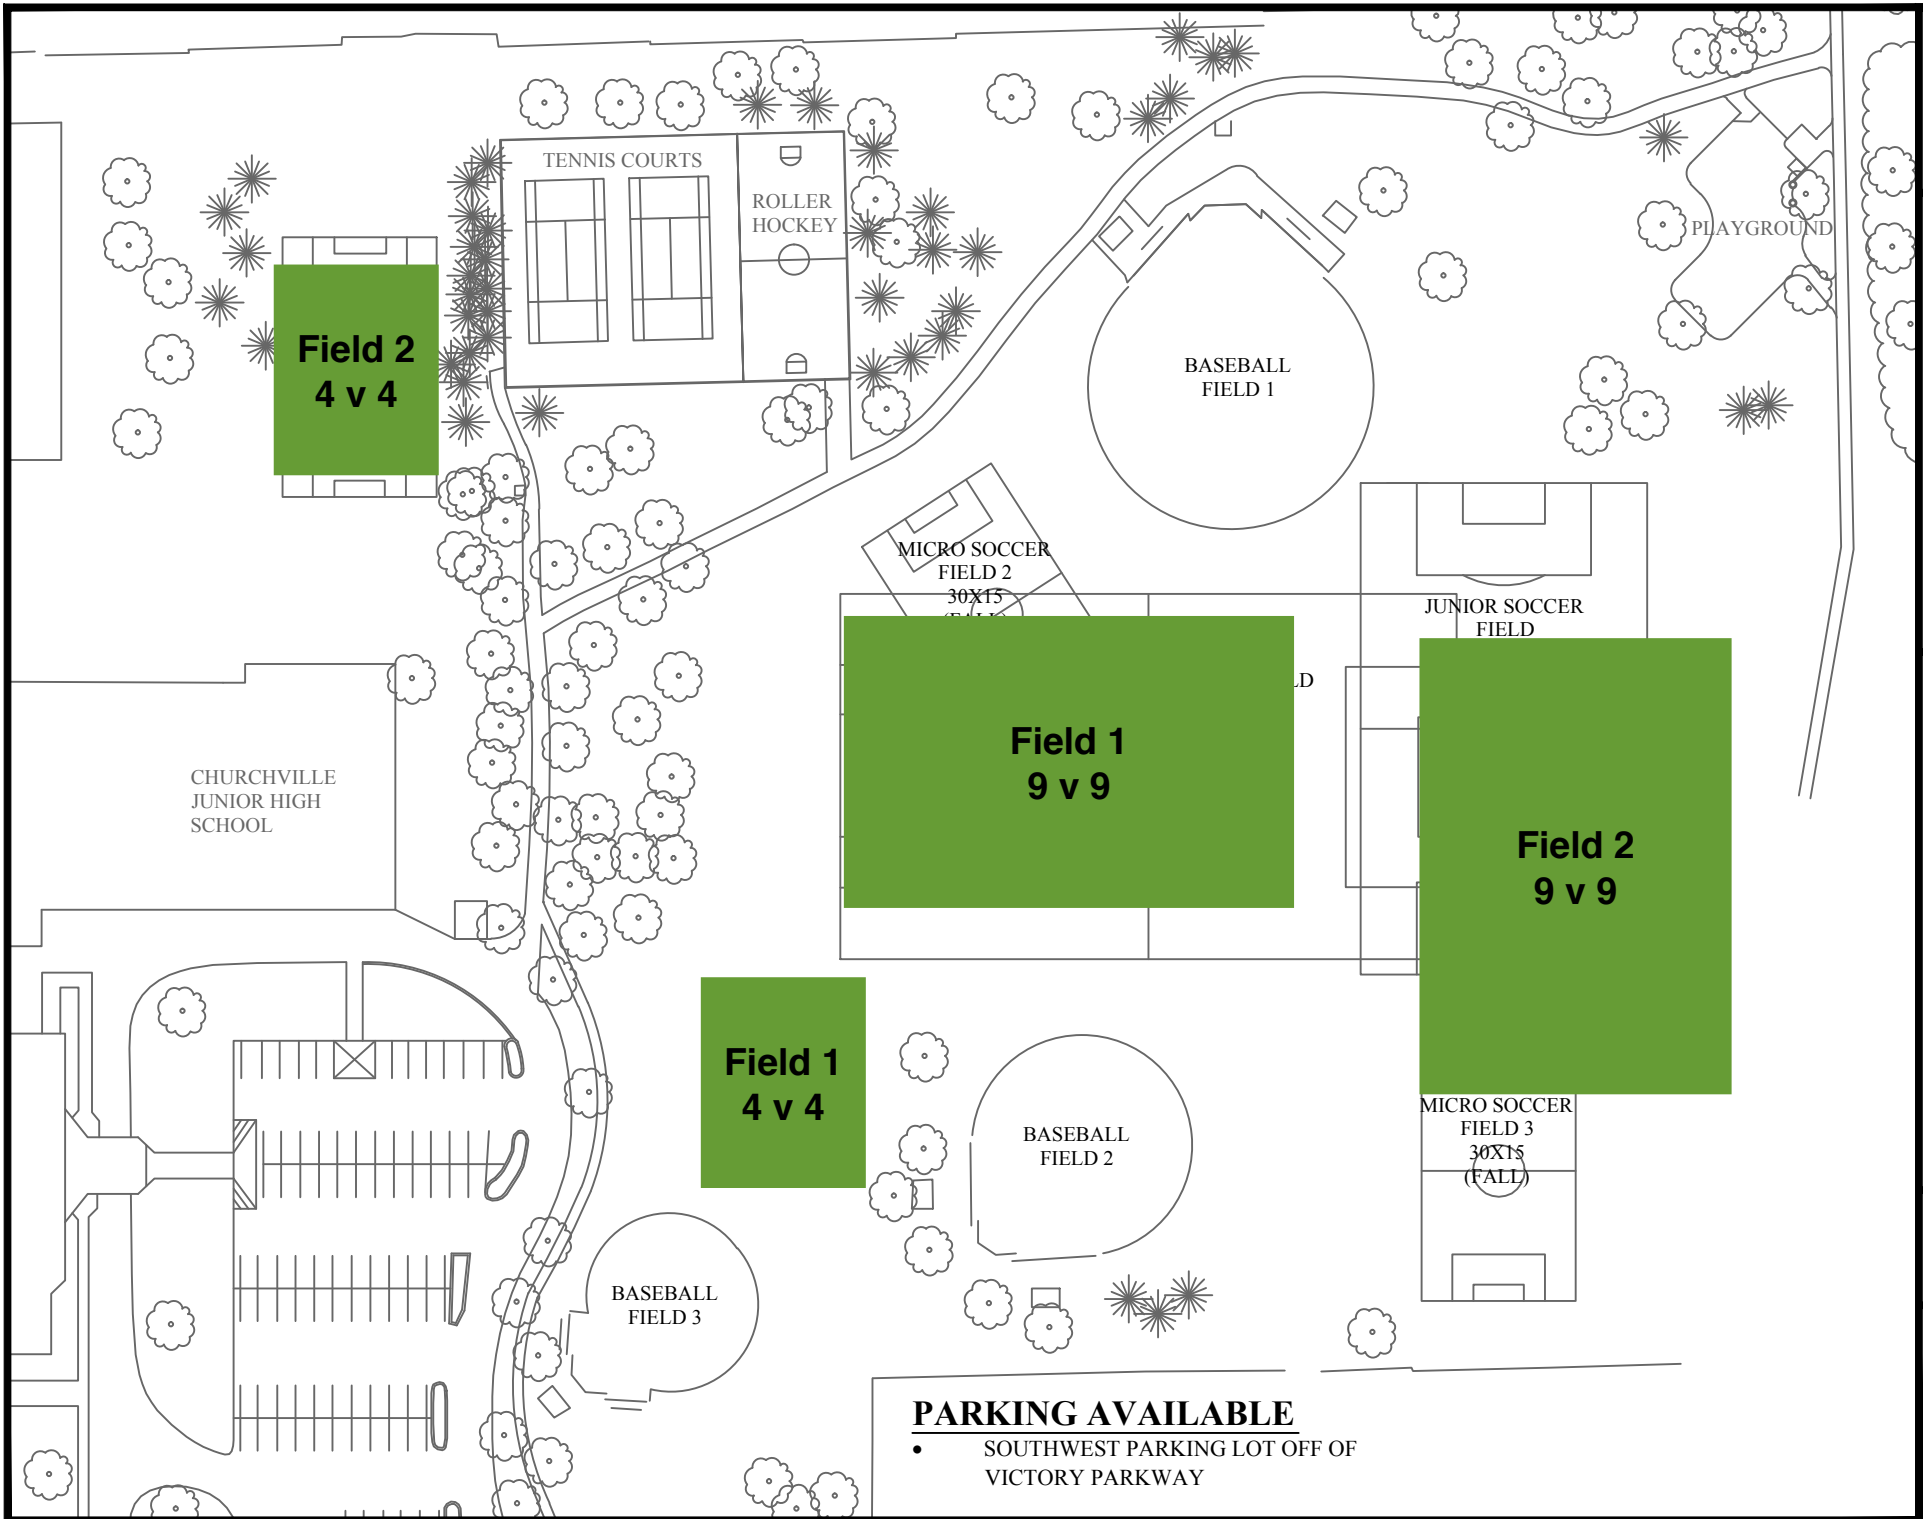 TENNIS COURTS
ROLLER
HOCKEY
PLAYGROUND
Field 2
4 v 4
BASEBALL
FIELD 1
MICRO SOCCER
FIELD 2
30X15
JUNIOR SOCCER
FIELD
LD
Field 1
9 v 9
CHURCHVILLE
JUNIOR HIGH
SCHOOL
Field 2
9 v 9
Field 1
4 v 4
BASEBALL
FIELD 2
MICRO SOCCER
FIELD 3
30X15
(FALL)
BASEBALL
FIELD 3
PARKING AVAILABLE
• SOUTHWEST PARKING LOT OFF OF
VICTORY PARKWAY